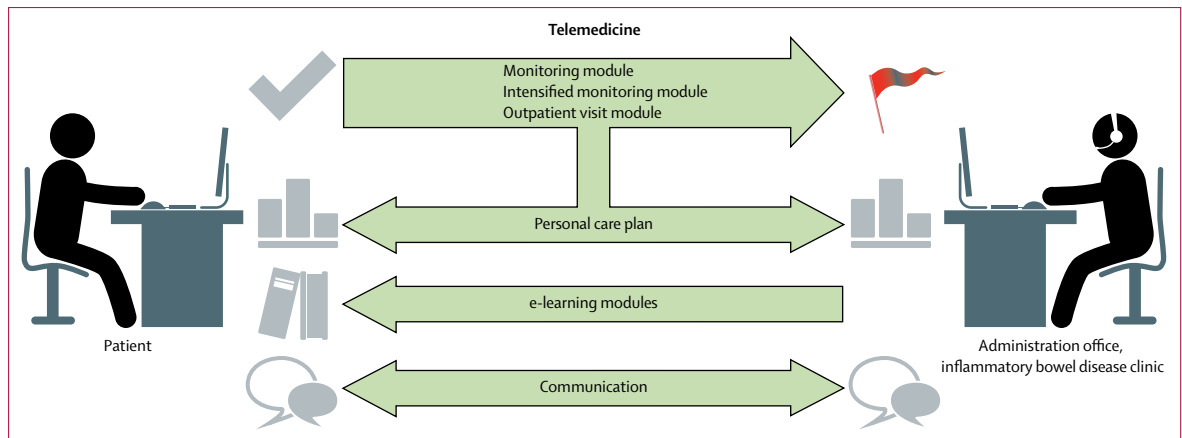 Telemedicine
Monitoring module
Intensified monitoring module
Outpatient visit module
Personal care plan
e-learning modules
Patient
Administration office,
inflammatory bowel disease clinic
Communication